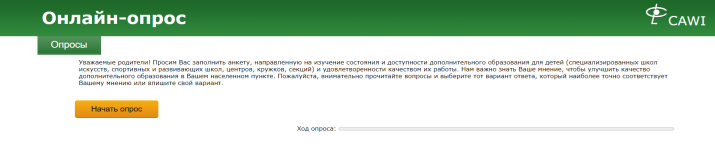 Онлайн-опрос
CAWI
Опросы
Уважаемые родители! Просим Вас заполнить анкету, направленную на изучение состояния и доступности дополнительного образования для детей (специализированных школ
искусств, спортивных и развивающих школ, центров, кружков, секций) и удовлетворенности качеством их работы. Нам важно знать Ваше мнение, чтобы улучшить качество
дополнительного образования в Вашем населенном пункте. Пожалуйста, внимательно прочитайте вопросы и выберите тот вариант ответа, который наиболее точно соответствует
Вашему мнению или впишите свой вариант.
Начать опрос
Ход опроса: